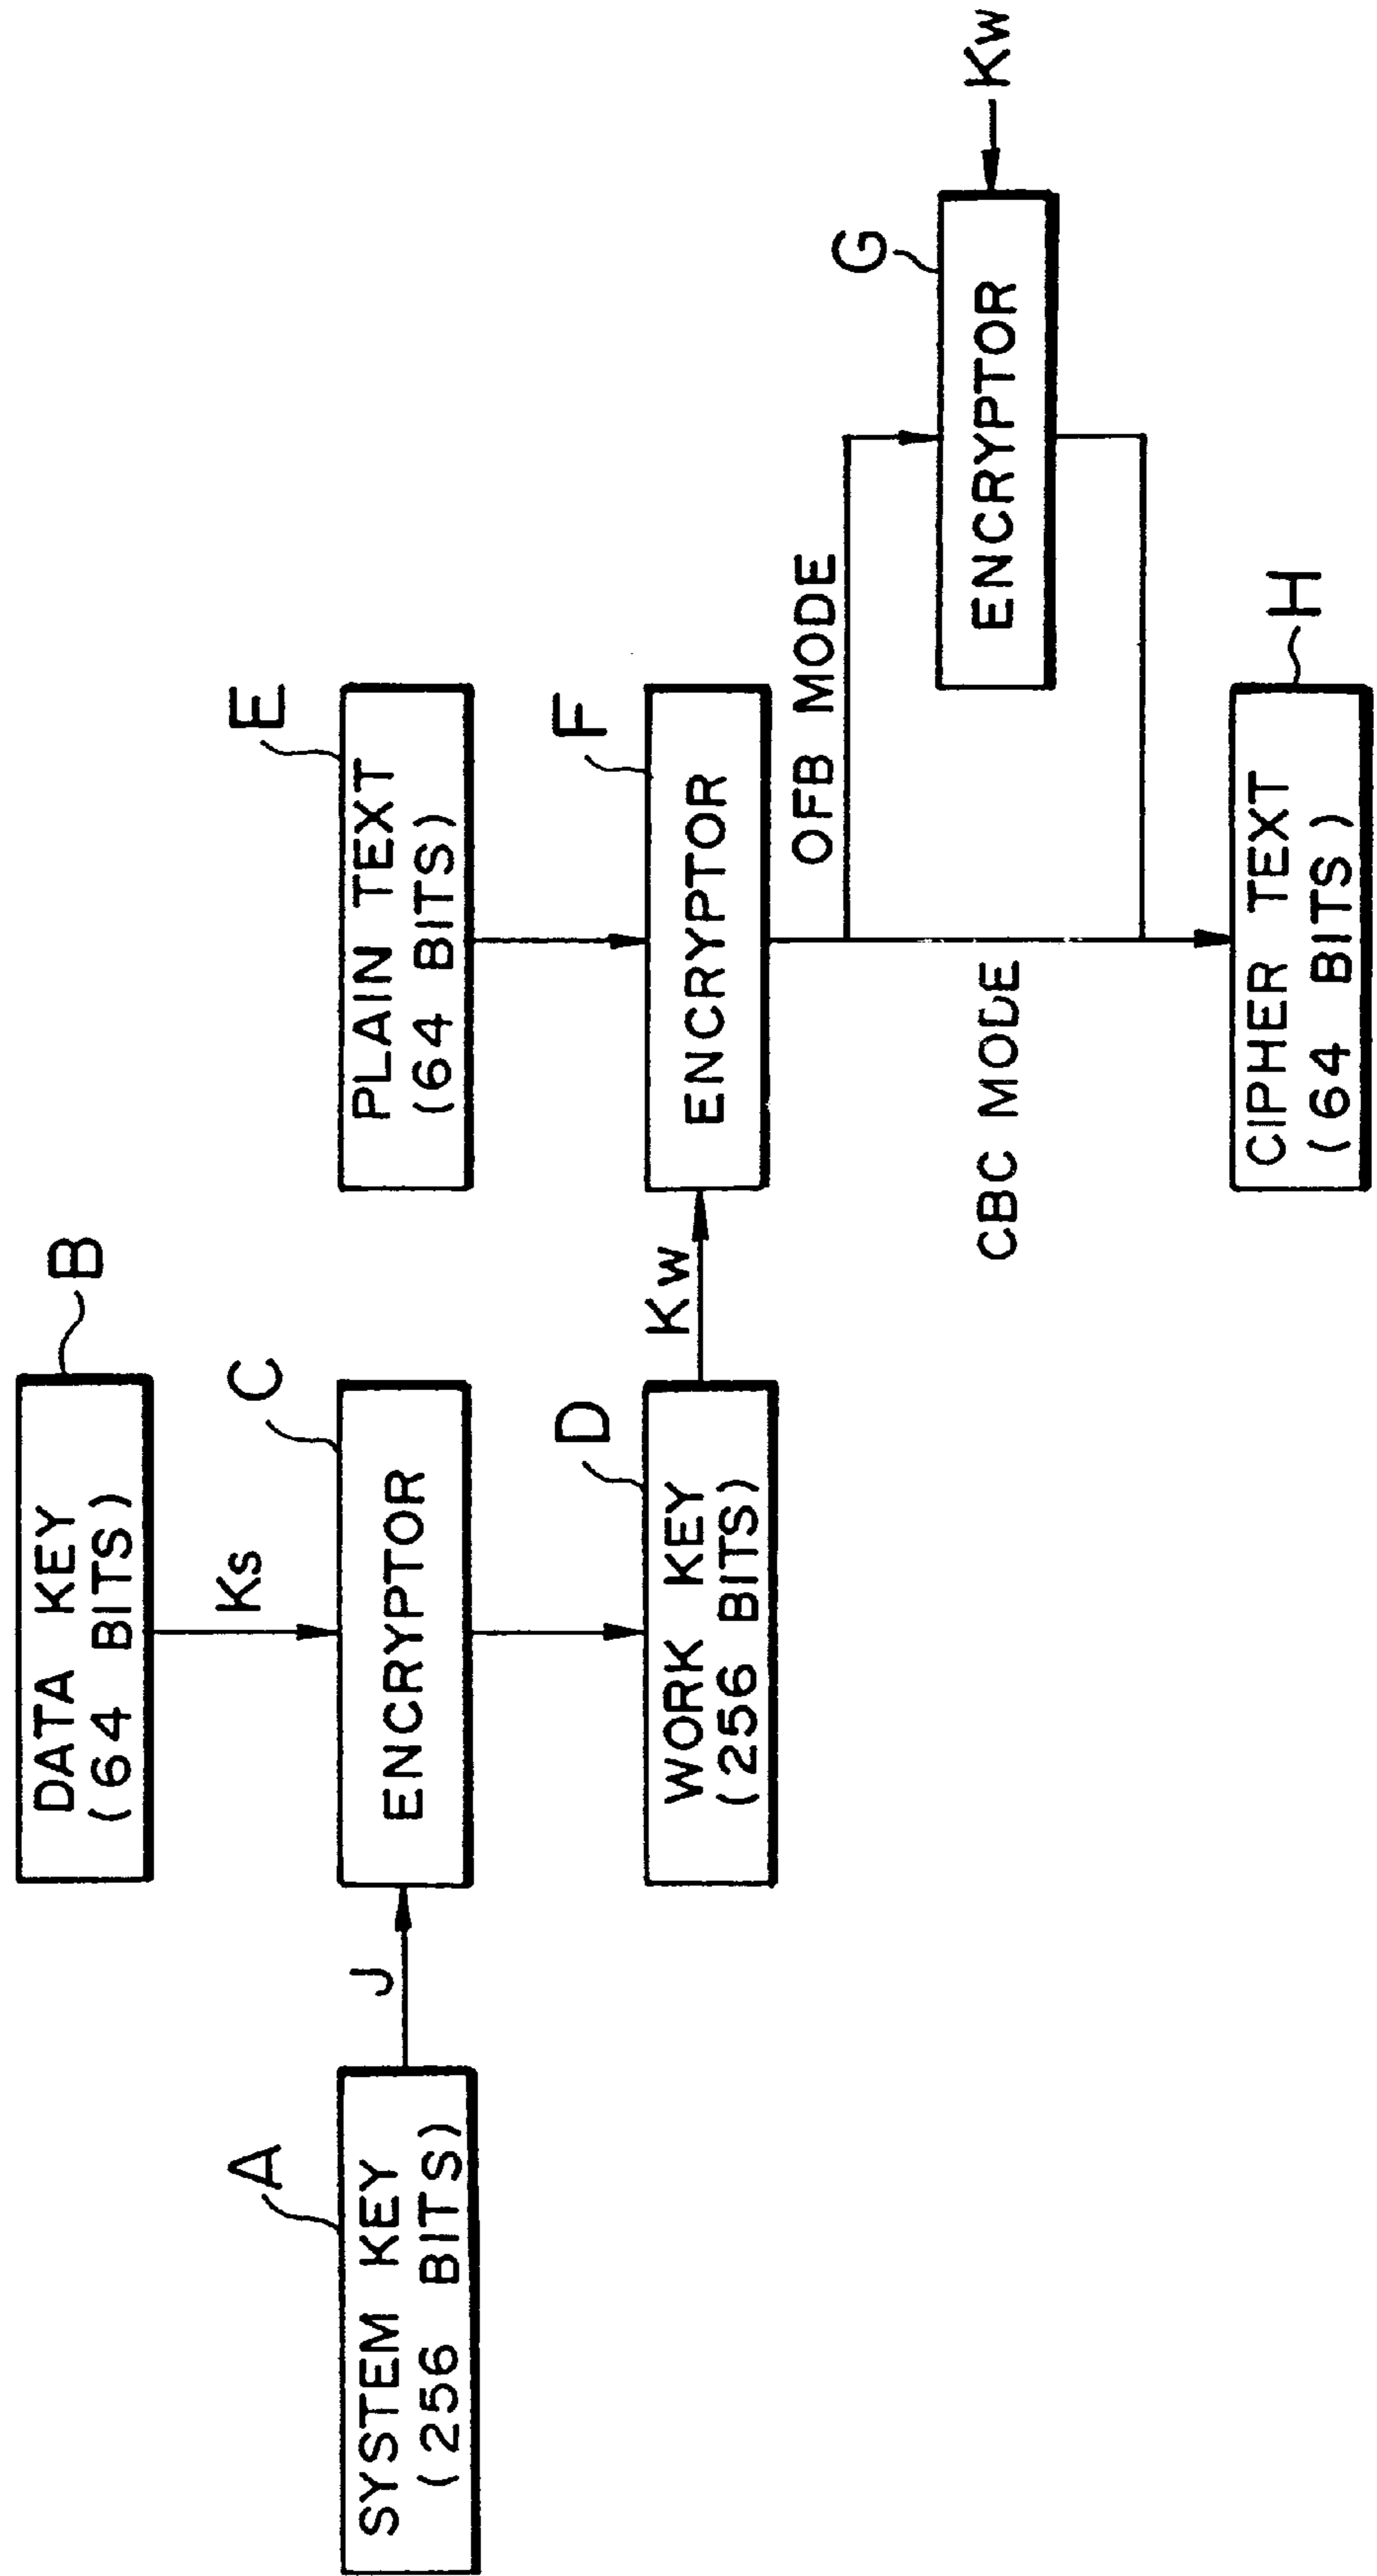 B
DATA KEY
(64 BITS)
Ks
E
PLAIN TEXT
(64 BITS)
A
SYSTEM KEY
(256 BITS)
J
C
ENCRYPTOR
F
ENCRYPTOR
D
WORK KEY
(256 BITS)
Kw
OFB MODE
G
ENCRYPTOR
Kw
CBC MODE
H
CIPHER TEXT
(64 BITS)